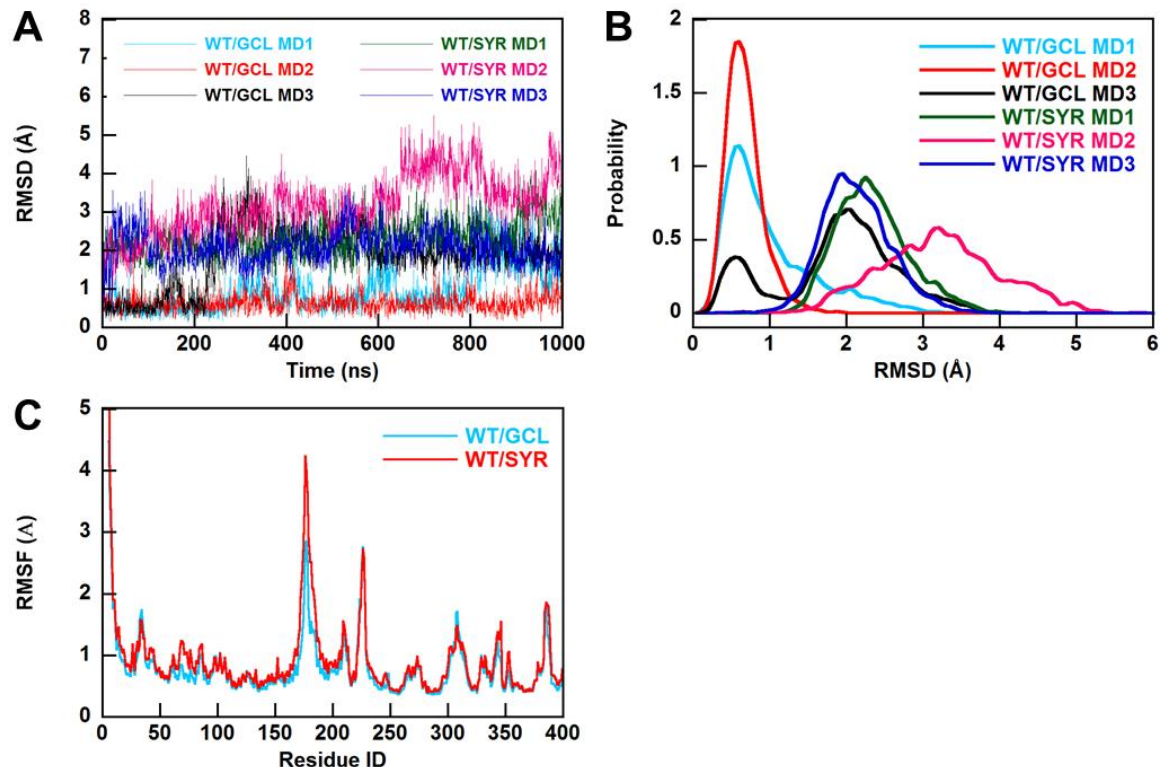 A
8
7
6
5
4
3
2
1
0
RMSD (Å)
0 200 400 600 800 1000
Time (ns)
WT/GCL MD1 WT/SYR MD1
WT/GCL MD2 WT/SYR MD2
WT/GCL MD3 WT/SYR MD3
B
2
1.5
1
0.5
0
Probability
0 1 2 3 4 5 6
RMSD (Å)
WT/GCL MD1
WT/GCL MD2
WT/GCL MD3
WT/SYR MD1
WT/SYR MD2
WT/SYR MD3
C
5
4
3
2
1
0
RMSF (Å)
0 50 100 150 200 250 300 350 400
Residue ID
WT/GCL
WT/SYR